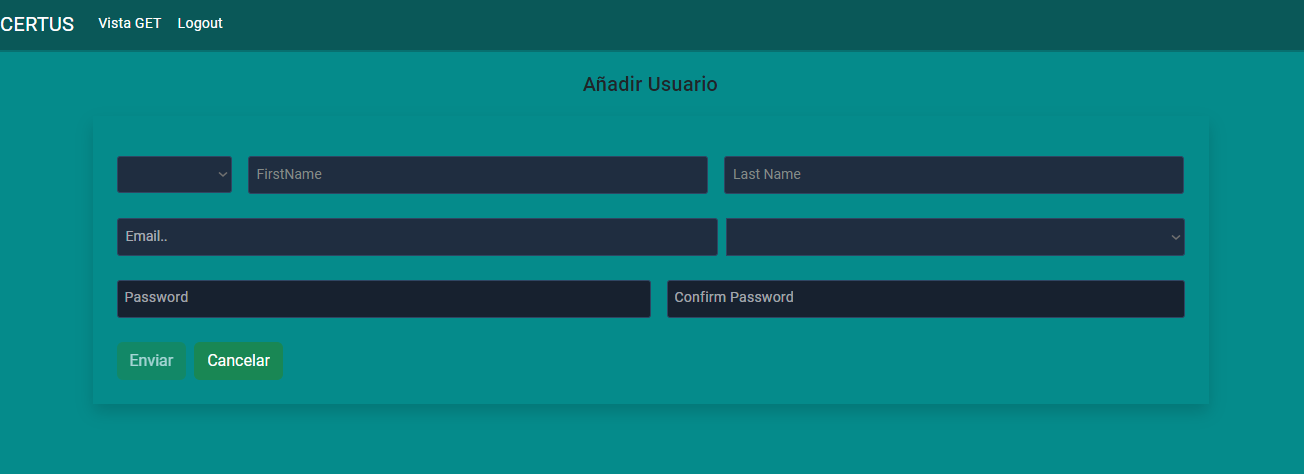 CERTUS Vista GET Logout
Añadir Usuario
FirstName Last Name
Email..
Password Confirm Password
Enviar Cancelar